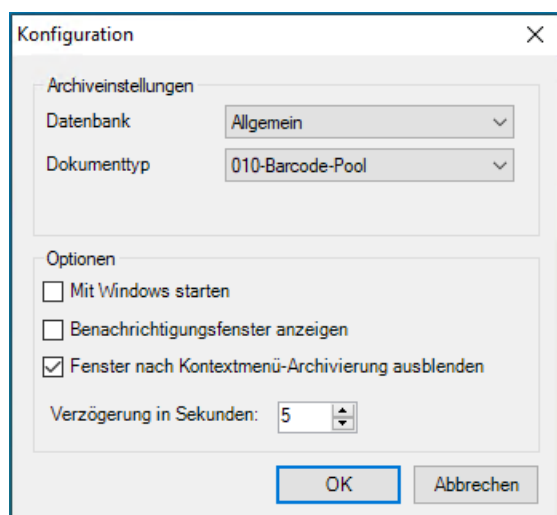 Konfiguration
Archiveinstellungen
Datenbank Allgemein
Dokumenttyp 010-Barcode-Pool
Optionen
Mit Windows starten
Benachrichtigungsfenster anzeigen
Fenster nach Kontextmenü-Archivierung ausblenden
Verzögerung in Sekunden: 5
OK Abbrechen